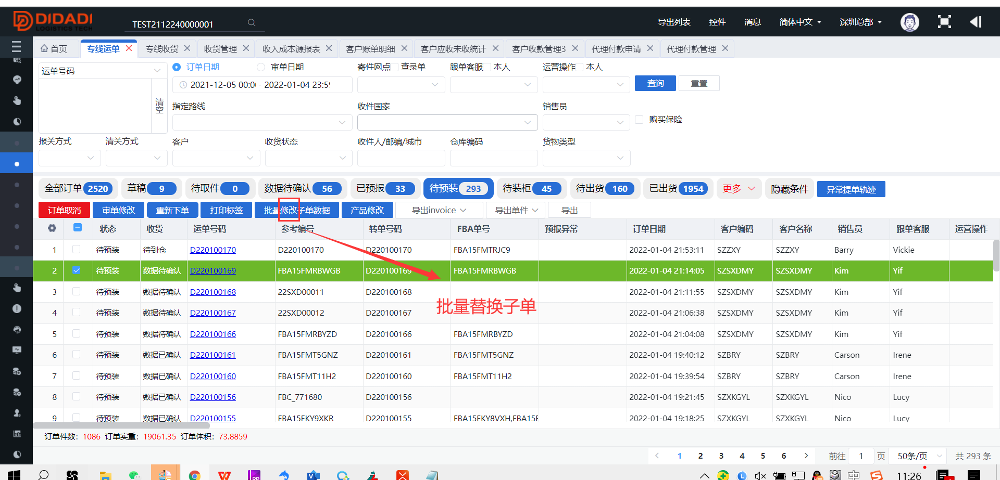 DIDADI
LOGISTICS TECH
TEST2112240000001
导出列表 控件 消息 简体中文 深圳总部
首页 专线运单 专线收货 收货管理 收入成本源报表 客户账单明细 客户应收未收统计 客户收款管理3 代理付款申请 代理付款管理
运单号码 订单日期 审单日期 寄件网点 查录单 跟单客服 本人 运营操作 本人
2021-12-05 00:0 - 2022-01-04 23:5 查询 重置
清空
指定路线 收件国家 销售员
购买保险
报关方式 清关方式 客户 收货状态 收件人/邮编/城市 仓库编码 货物类型
全部订单 2520 草稿 9 待取件 0 数据待确认 56 已预报 33 待预装 293 待装柜 45 待出货 160 已出货 1954 更多 隐藏条件 异常提单轨迹
订单取消 审单修改 重新下单 打印标签 批量修改子单数据 产品修改 导出invoice 导出单件 导出
状态 收货 运单号码 参考编号 转单号码 FBA单号 预报异常 订单日期 客户编码 客户名称 销售员 跟单客服 运营操作
1 待预装 待到仓 D220100170 D220100170 D220100170 FBA15FMTRJC9 2022-01-04 21:53:11 SZZXY SZZXY Barry Vickie
2 待预装 数据待确认 D220100169 FBA15FMRBWGB D220100169 FBA15FMRBWGB 2022-01-04 21:14:05 SZSXDMY SZSXDMY Kim Yif
3 待预装 数据待确认 D220100168 22SXD00011 D220100168 2022-01-04 21:11:55 SZSXDMY SZSXDMY Kim Yif
批量替换子单
4 待预装 数据待确认 D220100167 22SXD00012 D220100167 2022-01-04 21:06:38 SZSXDMY SZSXDMY Kim Yif
5 待预装 数据待确认 D220100166 FBA15FMRBYZD D220100166 FBA15FMRBYZD 2022-01-04 21:04:08 SZSXDMY SZSXDMY Kim Yif
6 待预装 数据已确认 D220100161 FBA15FMT5GNZ D220100161 FBA15FMT5GNZ 2022-01-04 19:40:12 SZBRY SZBRY Carson Irene
7 待预装 数据已确认 D220100160 FBA15FMT11H2 D220100160 FBA15FMT11H2 2022-01-04 19:39:54 SZBRY SZBRY Carson Irene
8 待预装 数据已确认 D220100156 FBC_771680 D220100156 2022-01-04 19:21:45 SZXKGYL SZXKGYL Nico Lucy
9 待预装 数据已确认 D220100155 FBA15FKY9XKR D220100155 FBA15FKY8VXH,FBA15F 2022-01-04 19:18:25 SZXKGYL SZXKGYL Nico Lucy
订单件数: 1086 订单实重: 19061.35 订单体积: 73.8859
1 2 3 4 5 6 前往 1 页 50条/页 共 293 条
中 11:26